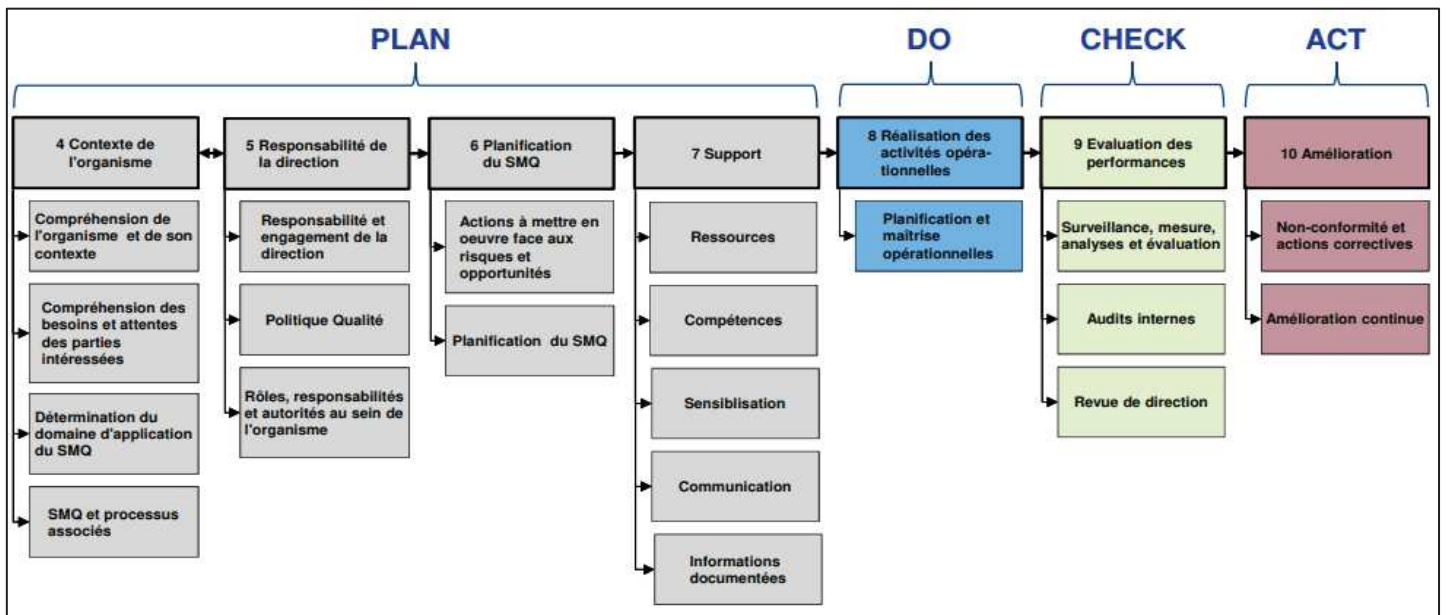 PLAN
DO
CHECK
ACT
4 Contexte de
l'organisme
5 Responsabilité de
la direction
6 Planification
du SMQ
7 Support
8 Réalisation des
activités opéra-
tionnelles
9 Evaluation des
performances
10 Amélioration
Compréhension de
l'organisme et de son
contexte
Compréhension des
besoins et attentes
des parties
intéressées
Détermination du
domaine d'application
du SMQ
SMQ et processus
associés
Responsabilité et
engagement de la
direction
Politique Qualité
Rôles, responsabilités
et autorités au sein de
l'organisme
Actions à mettre en
oeuvre face aux
risques et
opportunités
Planification du SMQ
Ressources
Compétences
Sensiblisation
Communication
Informations
documentées
Planification et
maîtrise
opérationnelles
Surveillance, mesure,
analyses et évaluation
Audits internes
Revue de direction
Non-conformité et
actions correctives
Amélioration continue